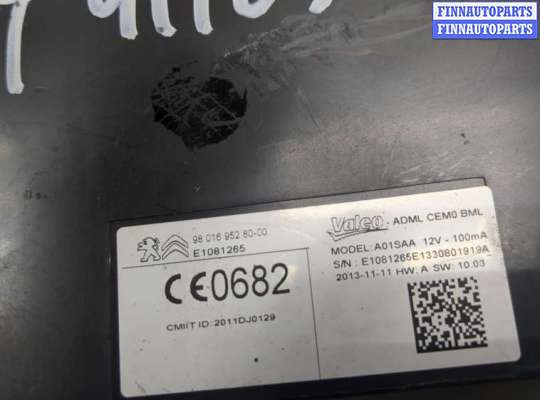 FINNAUTOPARTS
FINNAUTOPARTS
98 016 952 80-00
E1081265
CE0682
CMIIT ID: 2011DJ0129
Valeo - ADML CEM0 BML
MODEL: A01SAA 12V - 100mA
S/N : E1081265E1330801919A
2013-11-11 HW: A SW: 10.03